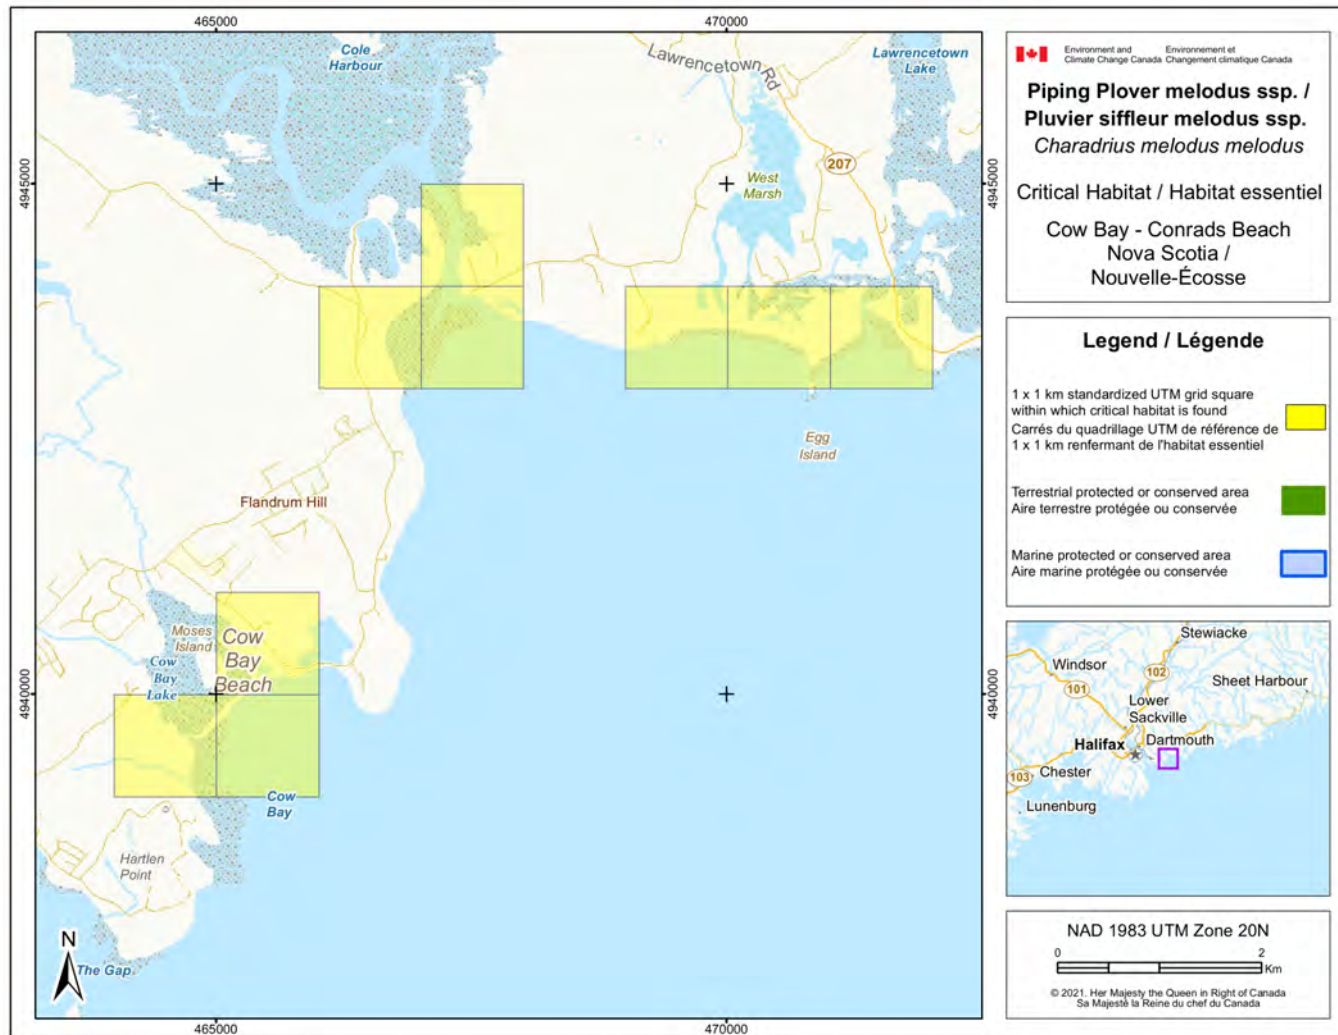 465000
470000
Cole
Harbour
Lawrencetown Rd
Lawrencetown
Lake
4945000
4945000
207
West
Marsh
Egg
Island
Flandrum Hill
Moses
Island
Cow
Bay
Beach
Cow
Bay
Lake
4940000
4940000
Cow
Bay
Hartlen
Point
N
The Gap
465000
470000
Environment and
Climate Change Canada
Environnement et
Changement climatique Canada
Piping Plover melodus ssp. /
Pluvier siffleur melodus ssp.
Charadrius melodus melodus
Critical Habitat / Habitat essentiel
Cow Bay - Conrads Beach
Nova Scotia /
Nouvelle-Écosse
Legend / Légende
1 x 1 km standardized UTM grid square
within which critical habitat is found
Carrés du quadrillage UTM de référence de
1 x 1 km renfermant de l'habitat essentiel
Terrestrial protected or conserved area
Aire terrestre protégée ou conservée
Marine protected or conserved area
Aire marine protégée ou conservée
Stewiacke
Windsor
102
101
Sheet Harbour
Lower
Sackville
Dartmouth
Halifax
103
Chester
Lunenburg
NAD 1983 UTM Zone 20N
0 2
Km
© 2021. Her Majesty the Queen in Right of Canada
Sa Majesté la Reine du chef du Canada